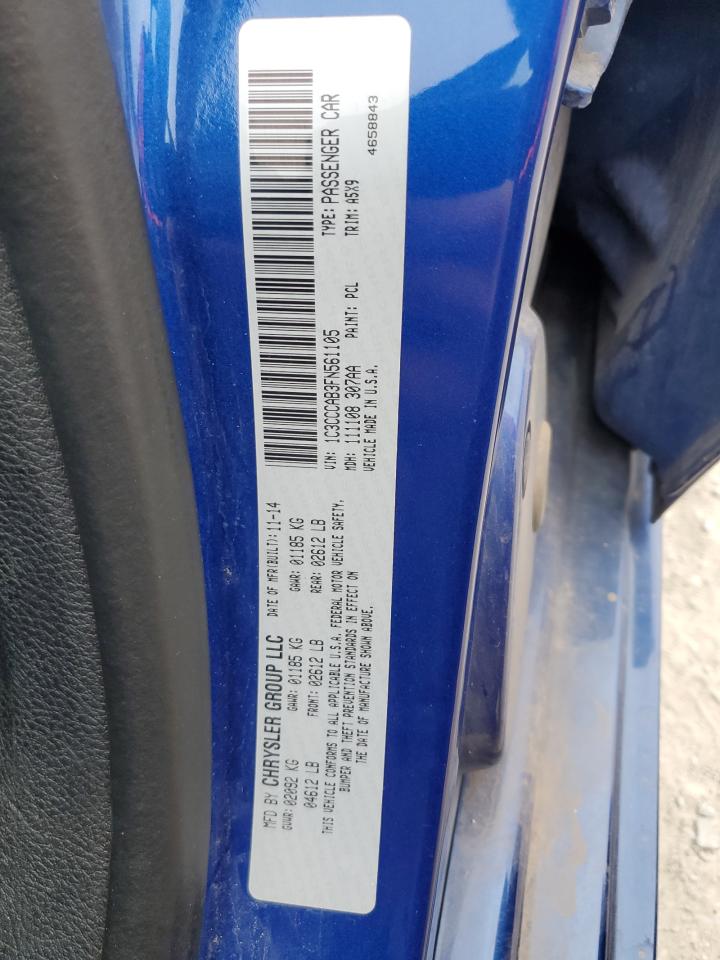 MFD BY CHRYSLER GROUP LLC DATE OF MFR(BUILT): 11-14
GVWR: 02092 KG GAWR: 01185 KG GAWR: 01185 KG
04612 LB FRONT: 02612 LB REAR: 02612 LB
THIS VEHICLE CONFORMS TO ALL APPLICABLE U.S.A. FEDERAL MOTOR VEHICLE SAFETY,
BUMPER AND THEFT PREVENTION STANDARDS IN EFFECT ON
THE DATE OF MANUFACTURE SHOWN ABOVE.
VIN: 1C3CCCAB3FN561105 TYPE: PASSENGER CAR
MDH: 111108 307AA PAINT: PCL TRIM: A5X9
VEHICLE MADE IN U.S.A. 4658843